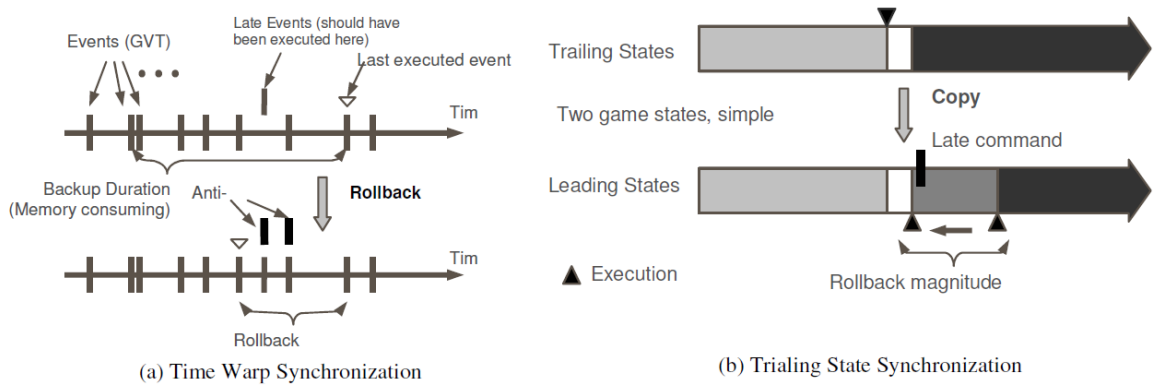 Events (GVT)
Late Events (should have
been executed here)
Last executed event
Tim
Backup Duration
(Memory consuming)
Anti-
Rollback
Tim
Rollback
(a) Time Warp Synchronization
Trailing States
Two game states, simple
Copy
Late command
Leading States
Execution
Rollback magnitude
(b) Trialing State Synchronization